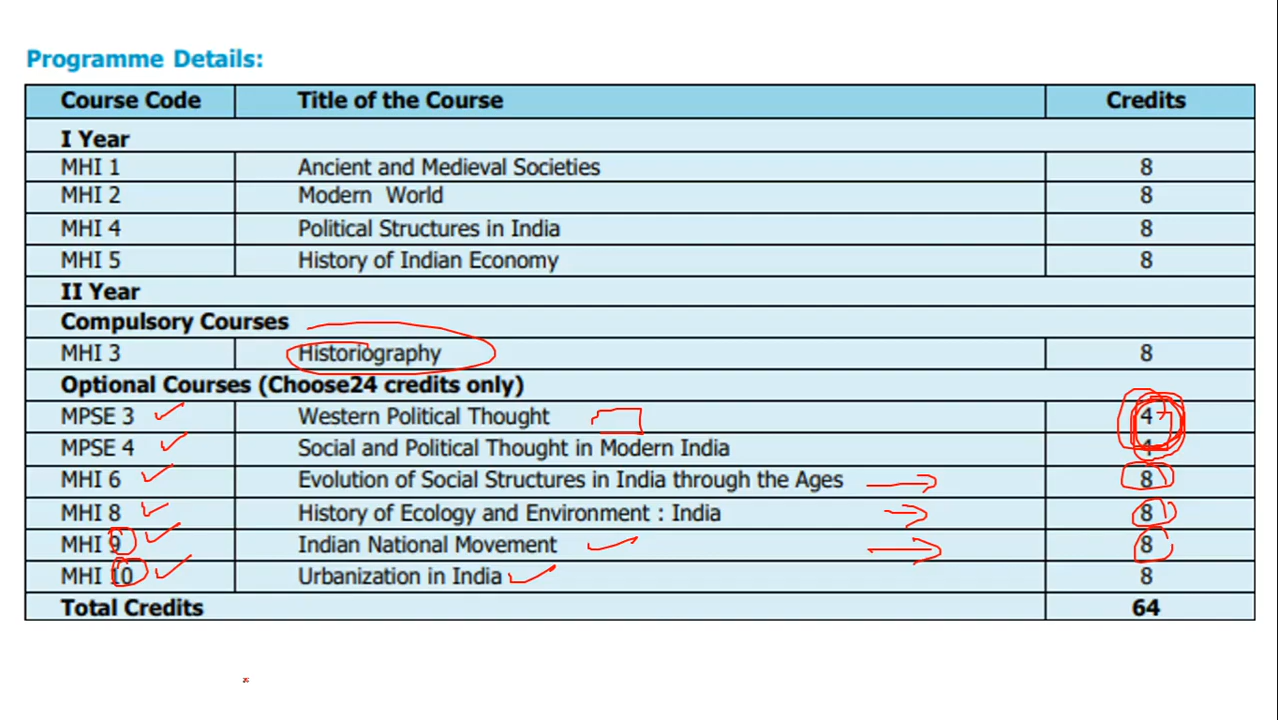 Programme Details:
Course Code Title of the Course Credits
I Year
MHI 1 Ancient and Medieval Societies 8
MHI 2 Modern World 8
MHI 4 Political Structures in India 8
MHI 5 History of Indian Economy 8
II Year
Compulsory Courses
MHI 3 Historiography 8
Optional Courses (Choose24 credits only)
MPSE 3 Western Political Thought 4
MPSE 4 Social and Political Thought in Modern India 4
MHI 6 Evolution of Social Structures in India through the Ages 8
MHI 8 History of Ecology and Environment : India 8
MHI 9 Indian National Movement 8
MHI 10 Urbanization in India 8
Total Credits 64